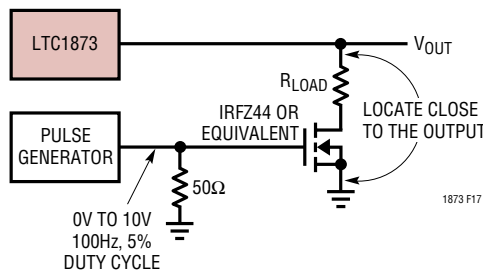 LTC1873
VOUT
RLOAD
IRFZ44 OR
EQUIVALENT
LOCATE CLOSE
TO THE OUTPUT
PULSE
GENERATOR
50Ω
0V TO 10V
100Hz, 5%
DUTY CYCLE
1873 F17